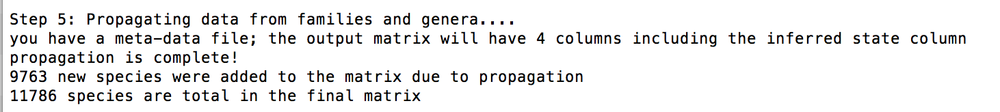 Step 5: Propagating data from families and genera....
you have a meta-data file; the output matrix will have 4 columns including the inferred state column
propagation is complete!
9763 new species were added to the matrix due to propagation
11786 species are total in the final matrix